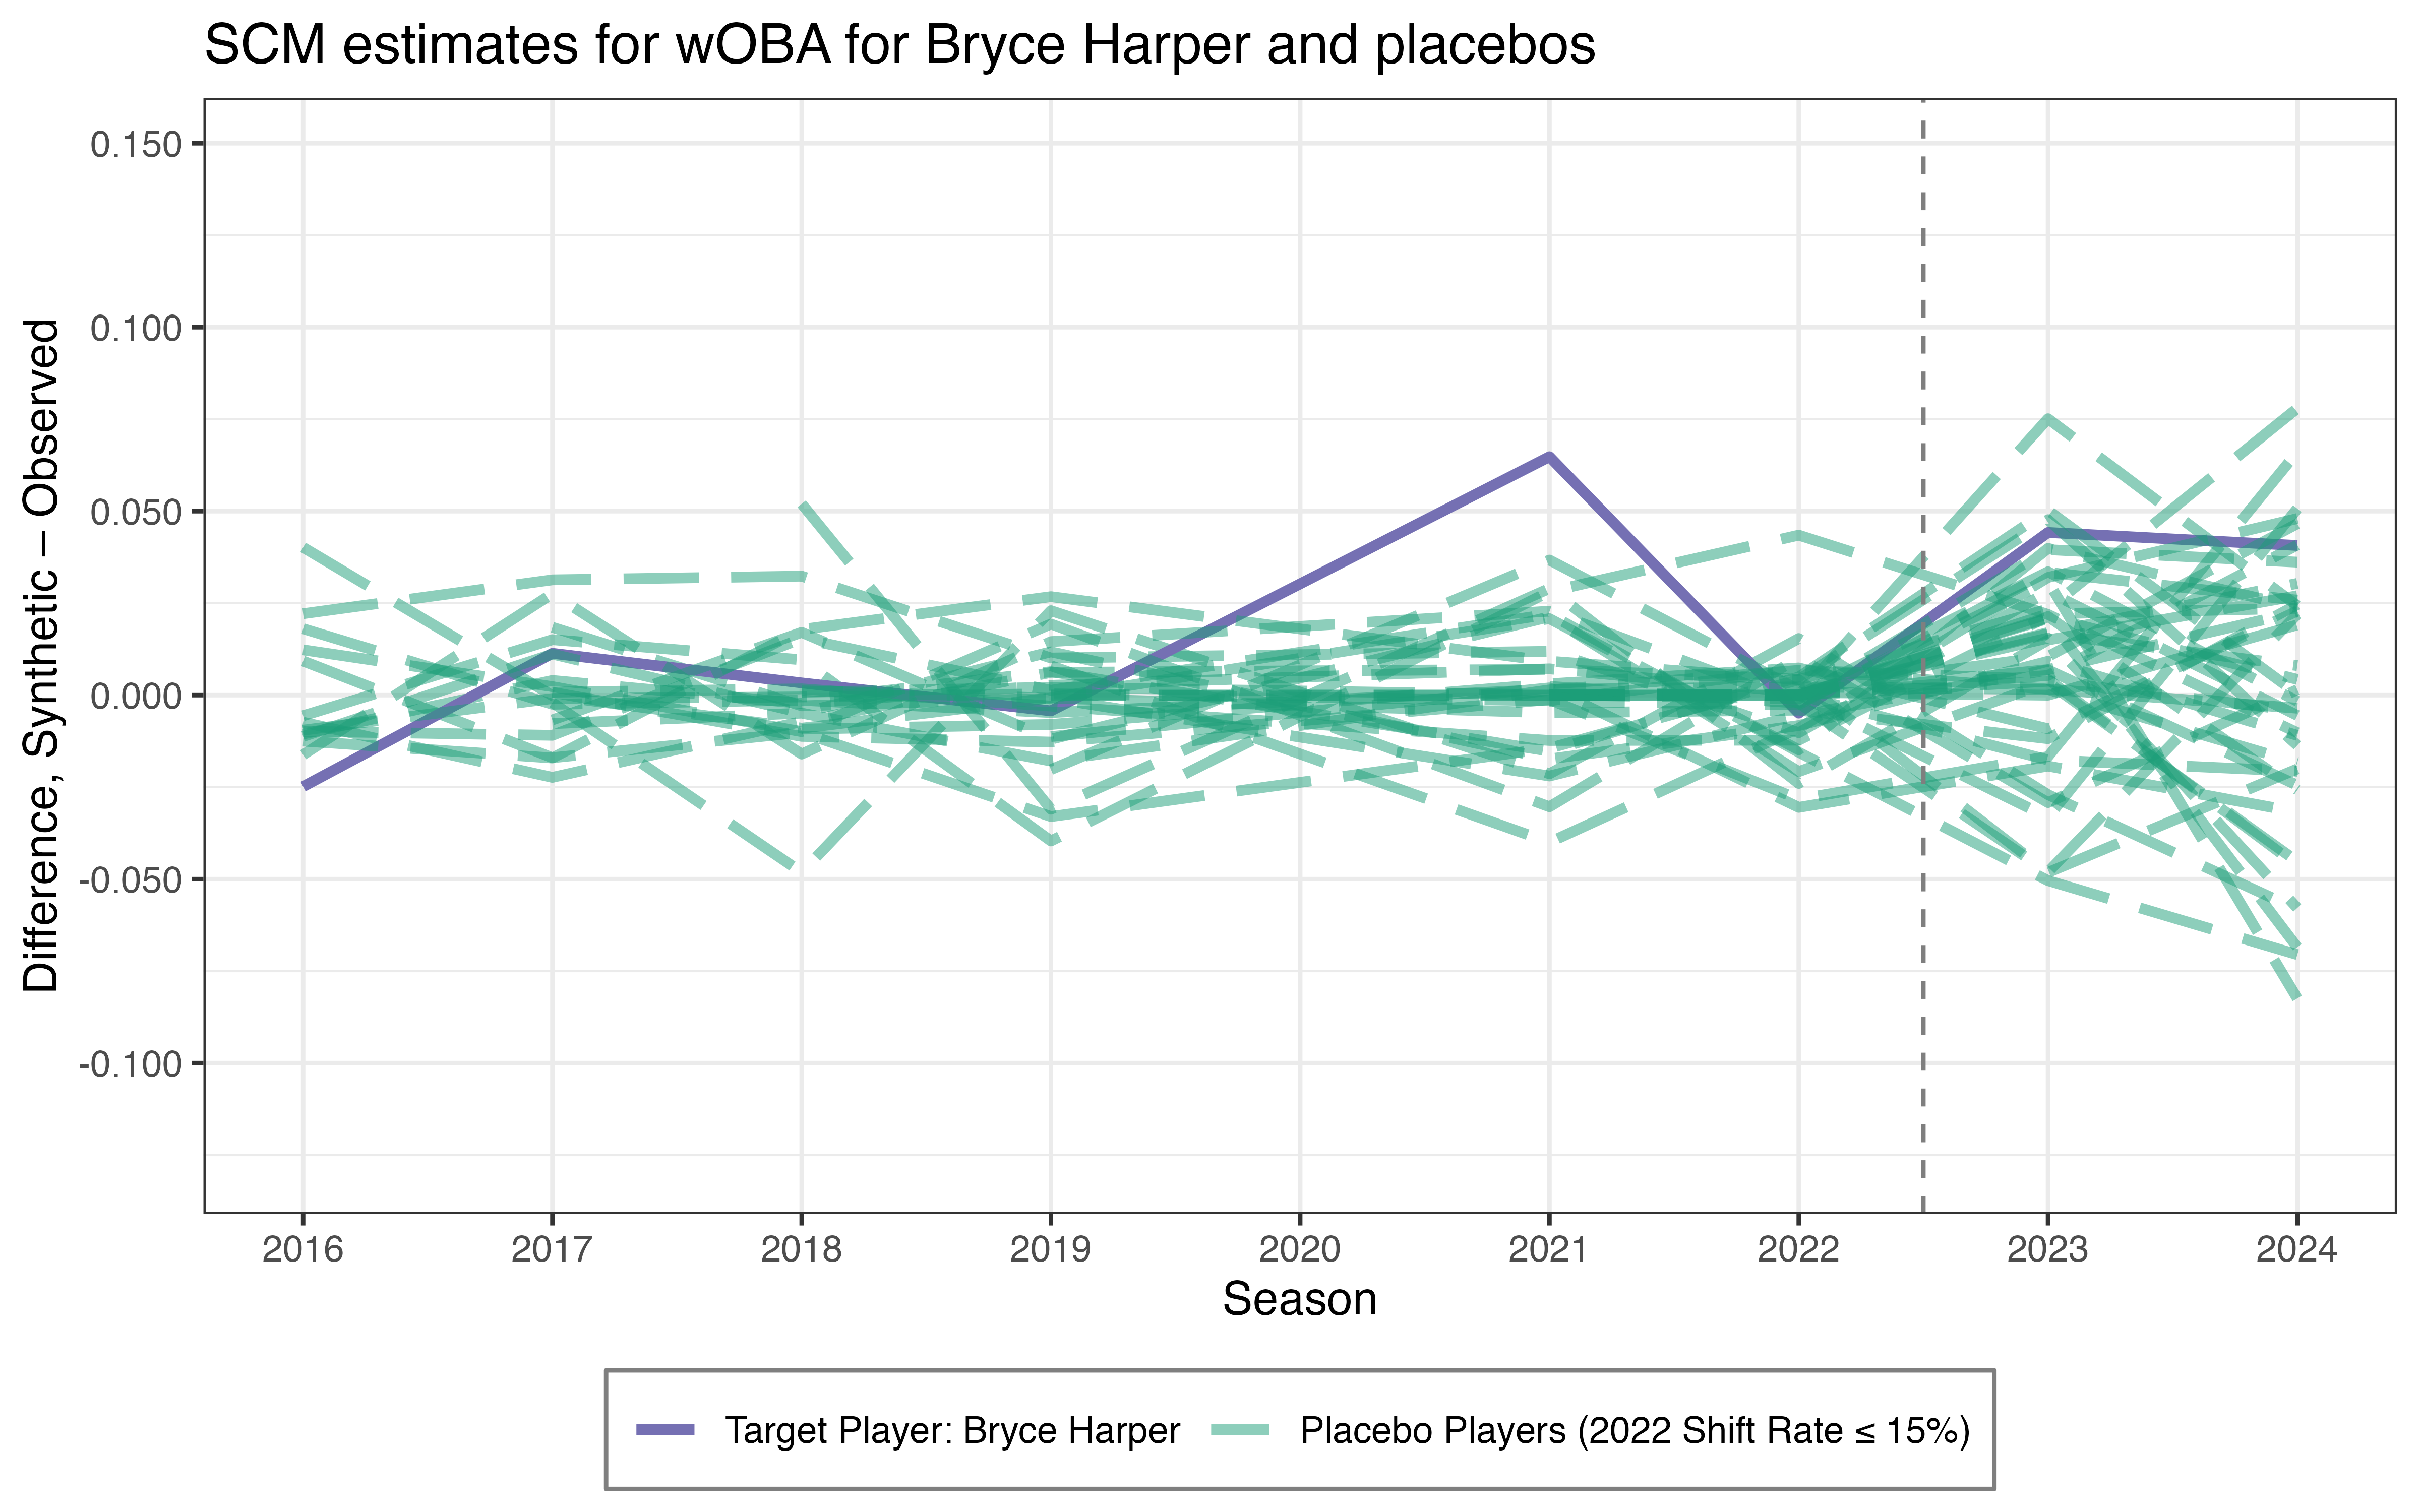 SCM estimates for wOBA for Bryce Harper and placebos
Difference, Synthetic − Observed
0.150
0.100
0.050
0.000
-0.050
-0.100
2016 2017 2018 2019 2020 2021 2022 2023 2024
Season
Target Player: Bryce Harper Placebo Players (2022 Shift Rate ≤ 15%)